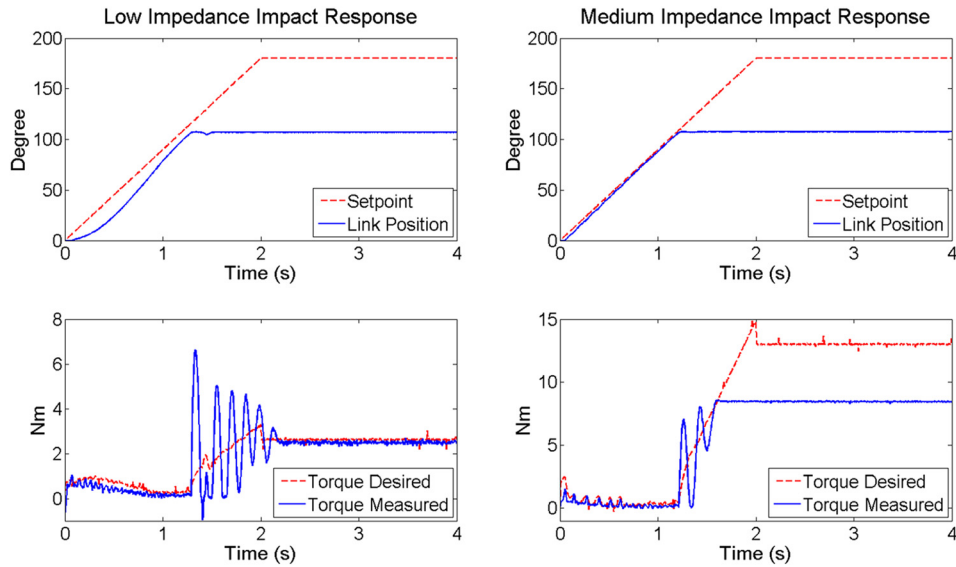 Low Impedance Impact Response
200
150
100
50
0
Degree
Setpoint
Link Position
0 1 2 3 4
Time (s)
Medium Impedance Impact Response
200
150
100
50
0
Degree
Setpoint
Link Position
0 1 2 3 4
Time (s)
8
6
4
2
0
Nm
Torque Desired
Torque Measured
0 1 2 3 4
Time (s)
15
10
5
0
Nm
Torque Desired
Torque Measured
0 1 2 3 4
Time (s)